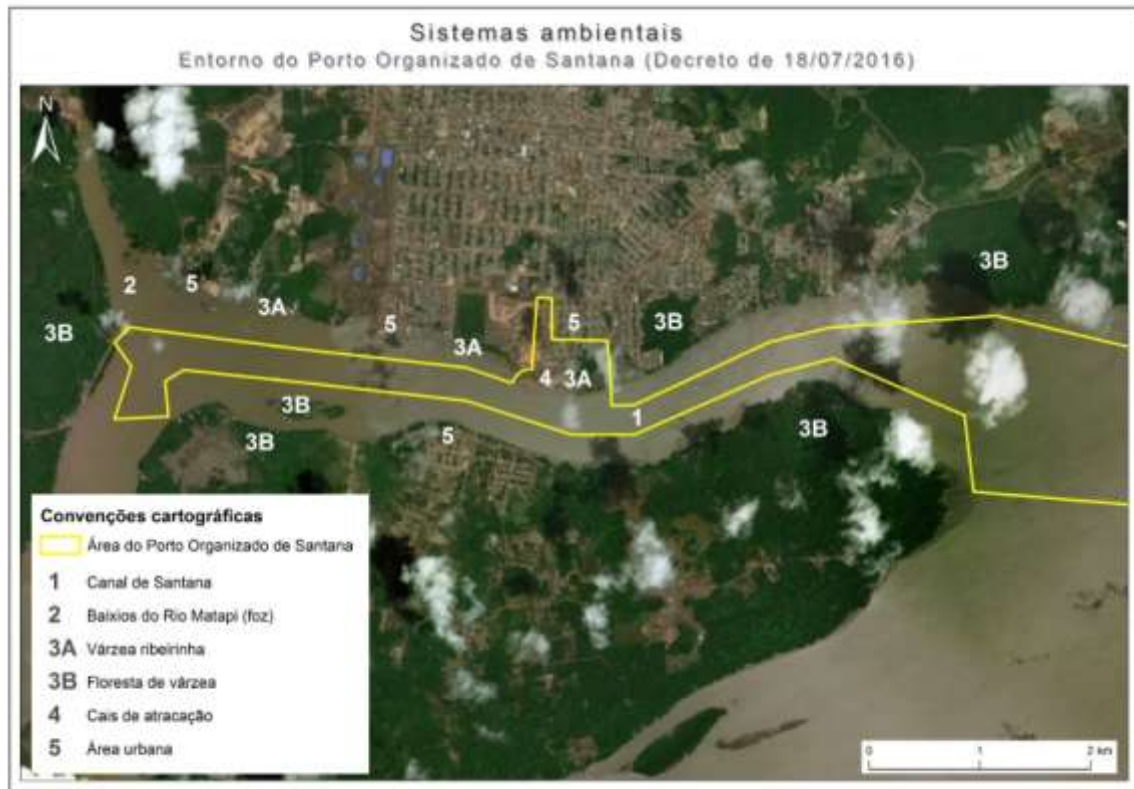 Sistemas ambientais
Entorno do Porto Organizado de Santana (Decreto de 18/07/2016)
N
2
5
3B
3A
3B
5
5
3B
3A
4
3A
3B
1
3B
5
3B
Convenções cartográficas
Área do Porto Organizado de Santana
1 Canal de Santana
2 Baixios do Rio Matapi (foz)
3A Várzea ribeirinha
3B Floresta de várzea
4 Cais de atracação
5 Área urbana
0 1 2 km